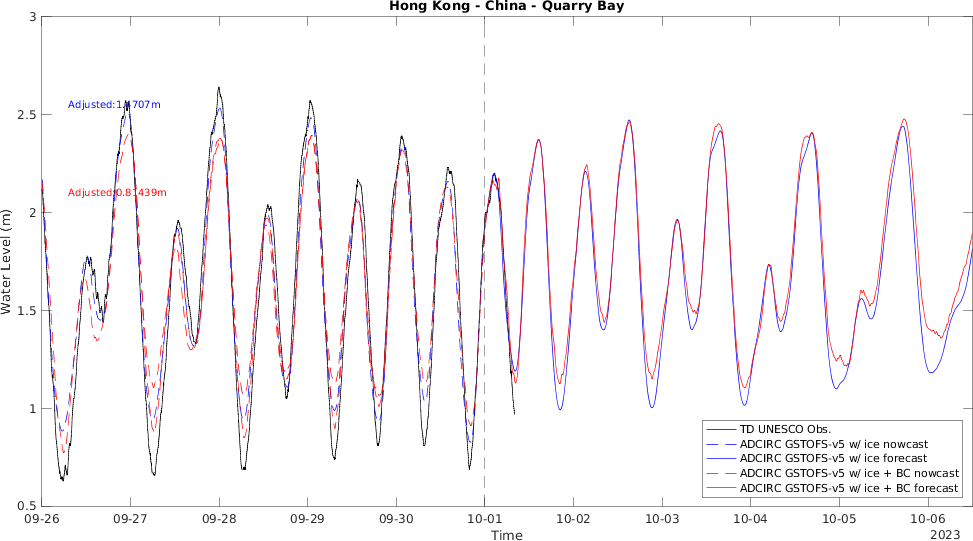 Hong Kong - China - Quarry Bay
3
2.5
2
1.5
1
0.5
Water Level (m)
Adjusted:0.81439m
TD UNESCO Obs.
ADCIRC GSTOFS-v5 w/ ice nowcast
ADCIRC GSTOFS-v5 w/ ice forecast
ADCIRC GSTOFS-v5 w/ ice + BC nowcast
ADCIRC GSTOFS-v5 w/ ice + BC forecast
09-26 09-27 09-28 09-29 09-30 10-01 10-02 10-03 10-04 10-05 10-06
2023
Time